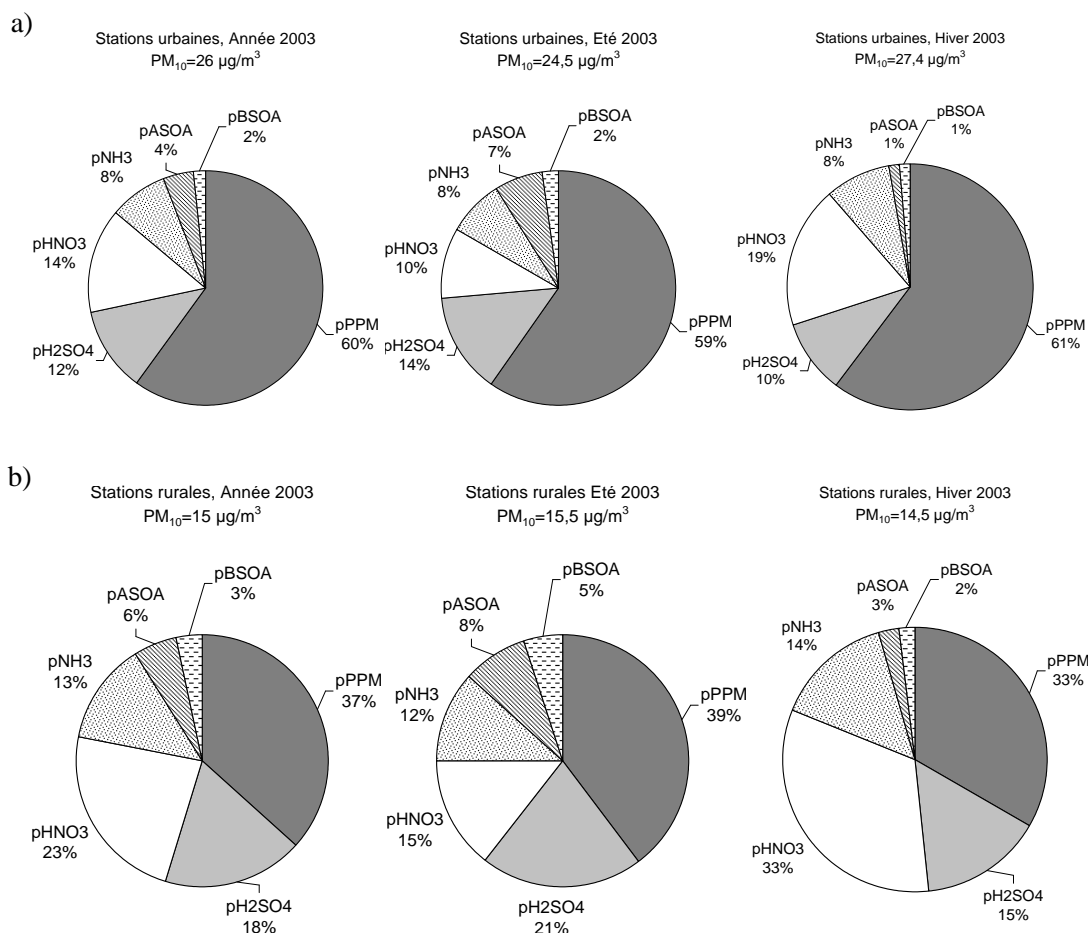 a)
Stations urbaines, Année 2003
PM₁₀=26 µg/m³
pBSOA
2%
pASOA
4%
pNH3
8%
pHNO3
14%
pH2SO4
12%
pPPM
60%
Stations urbaines, Eté 2003
PM₁₀=24,5 µg/m³
pBSOA
2%
pASOA
7%
pNH3
8%
pHNO3
10%
pH2SO4
14%
pPPM
59%
Stations urbaines, Hiver 2003
PM₁₀=27,4 µg/m³
pBSOA
1%
pASOA
1%
pNH3
8%
pHNO3
19%
pH2SO4
10%
pPPM
61%
b)
Stations rurales, Année 2003
PM₁₀=15 µg/m³
pBSOA
3%
pASOA
6%
pNH3
13%
pPPM
37%
pHNO3
23%
pH2SO4
18%
Stations rurales Eté 2003
PM₁₀=15,5 µg/m³
pBSOA
5%
pASOA
8%
pNH3
12%
pPPM
39%
pHNO3
15%
pH2SO4
21%
Stations rurales, Hiver 2003
PM₁₀=14,5 µg/m³
pBSOA
2%
pASOA
3%
pNH3
14%
pPPM
33%
pHNO3
33%
pH2SO4
15%